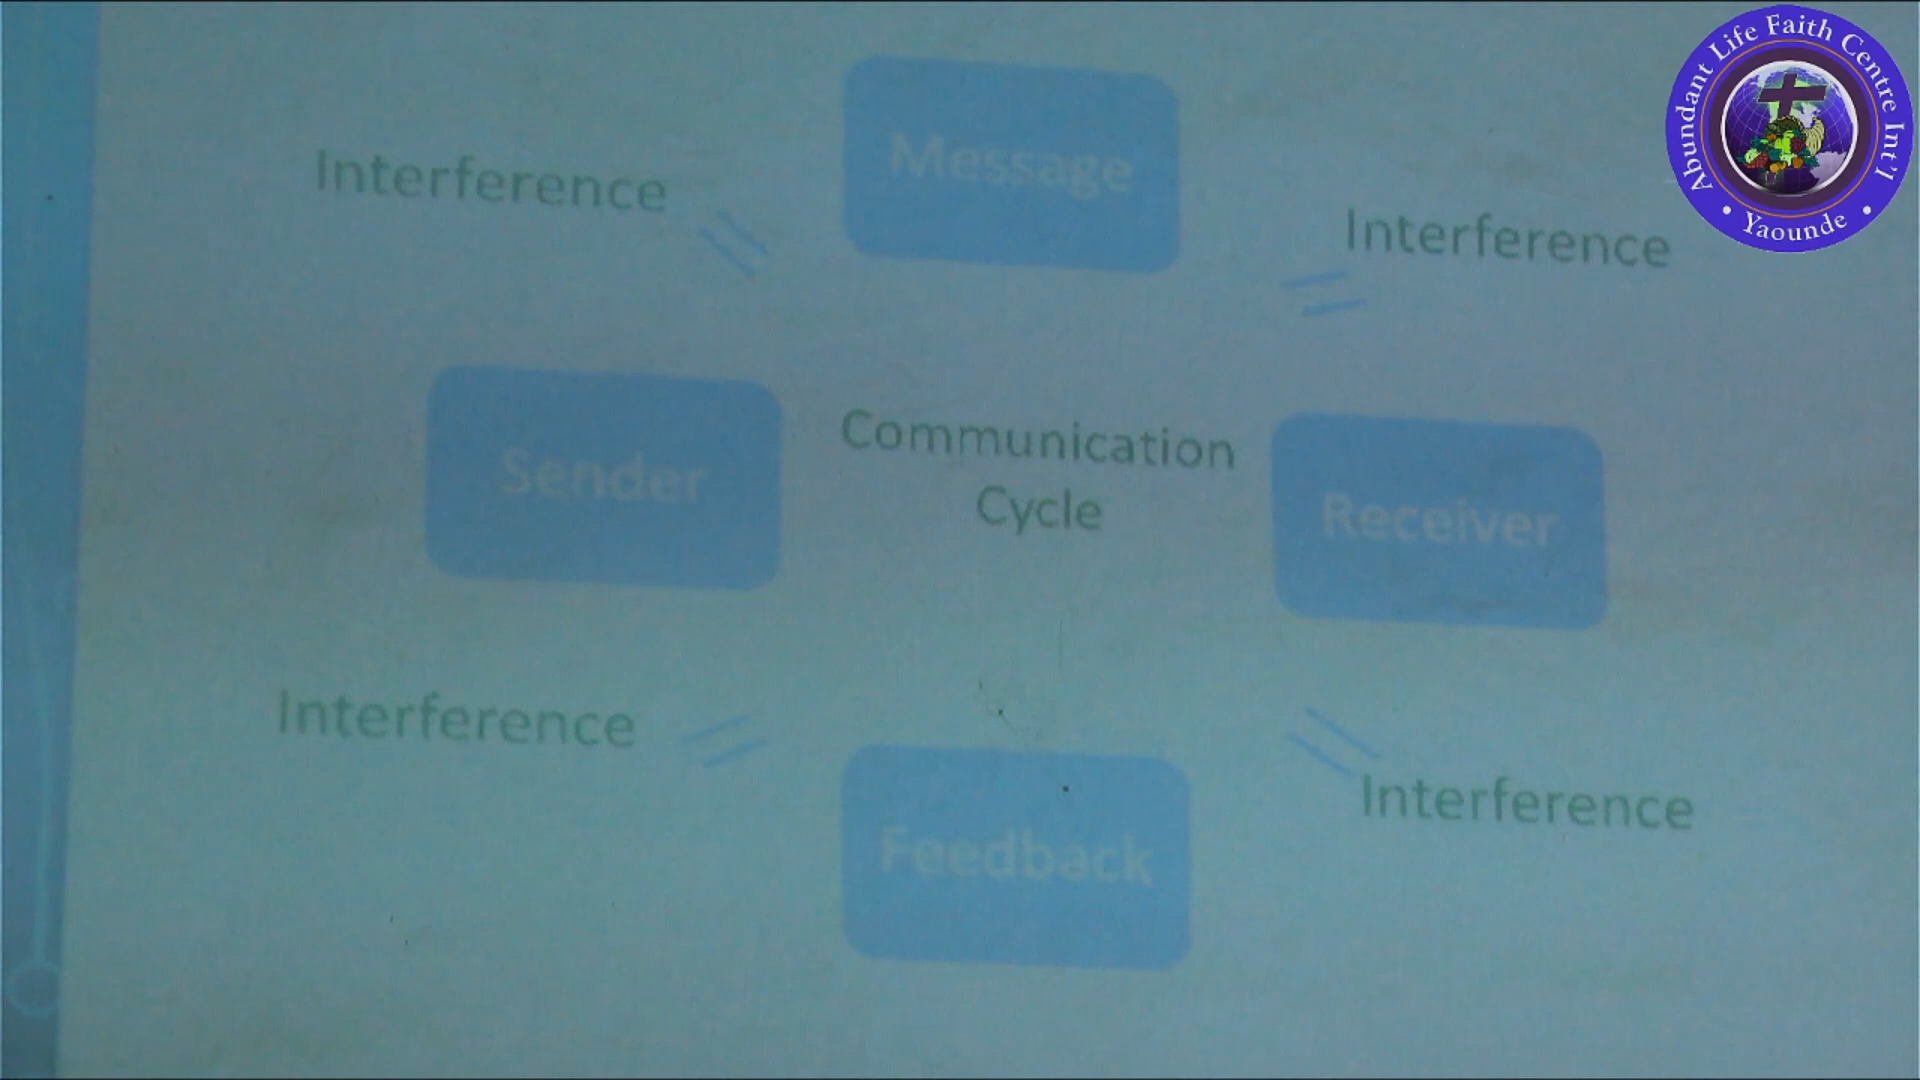 Message
Interference
Interference
Communication
Cycle
Sender
Receiver
Interference
Interference
Feedback
Abundant Life Faith Centre Int'l
• Yaounde •